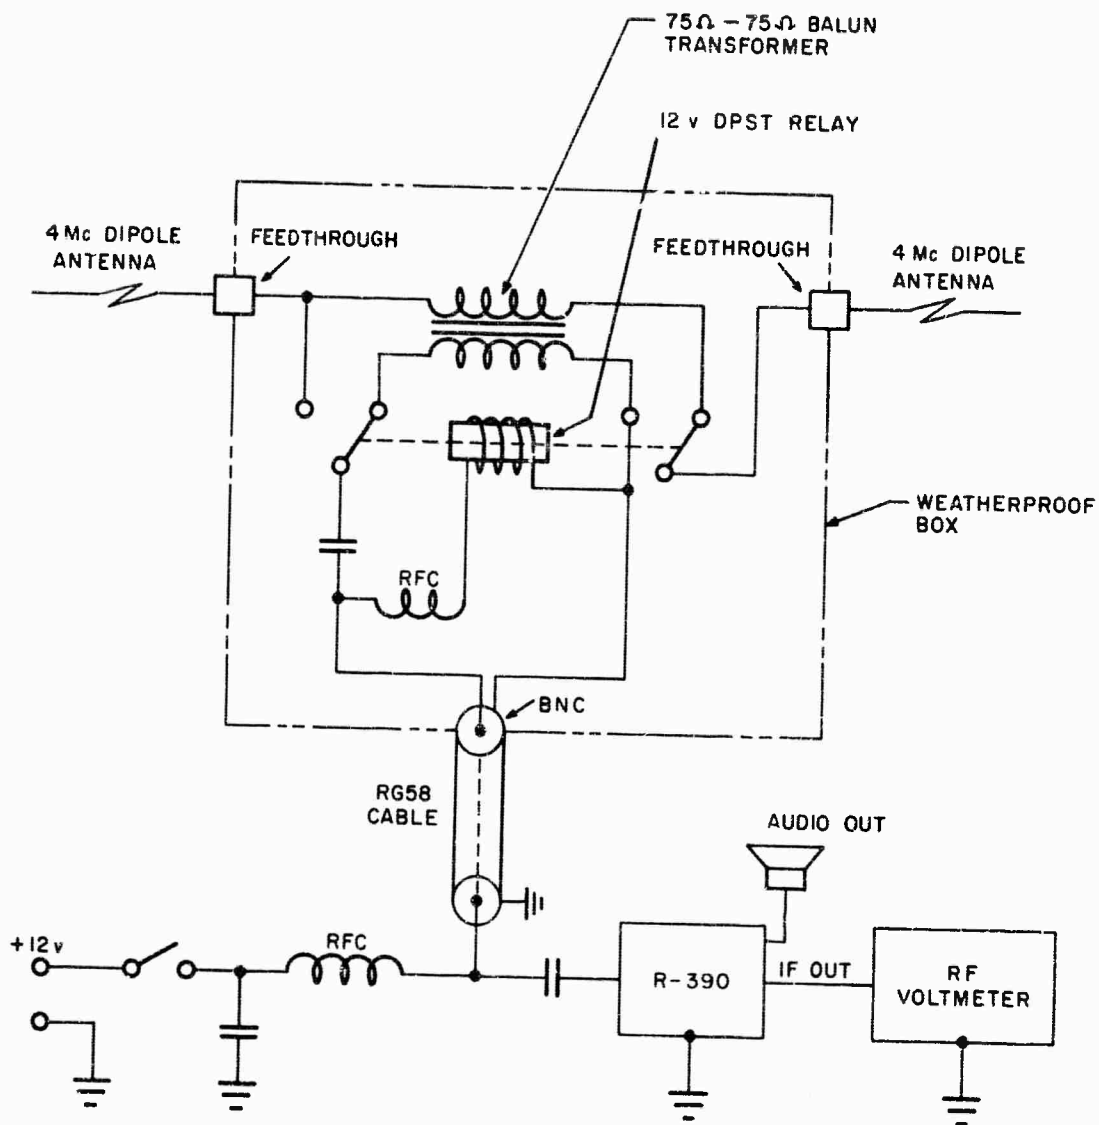 75Ω – 75Ω BALUN
TRANSFORMER
12 v DPST RELAY
4 Mc DIPOLE
ANTENNA
FEEDTHROUGH
FEEDTHROUGH
4 Mc DIPOLE
ANTENNA
WEATHERPROOF
BOX
RFC
BNC
RG58
CABLE
AUDIO OUT
+12v
RFC
R-390
IF OUT
RF
VOLTMETER